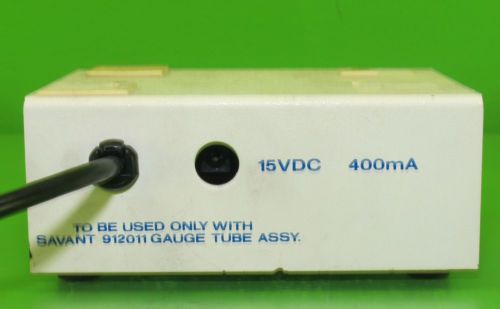 15VDC 400mA
TO BE USED ONLY WITH
SAVANT 912011 GAUGE TUBE ASSY.